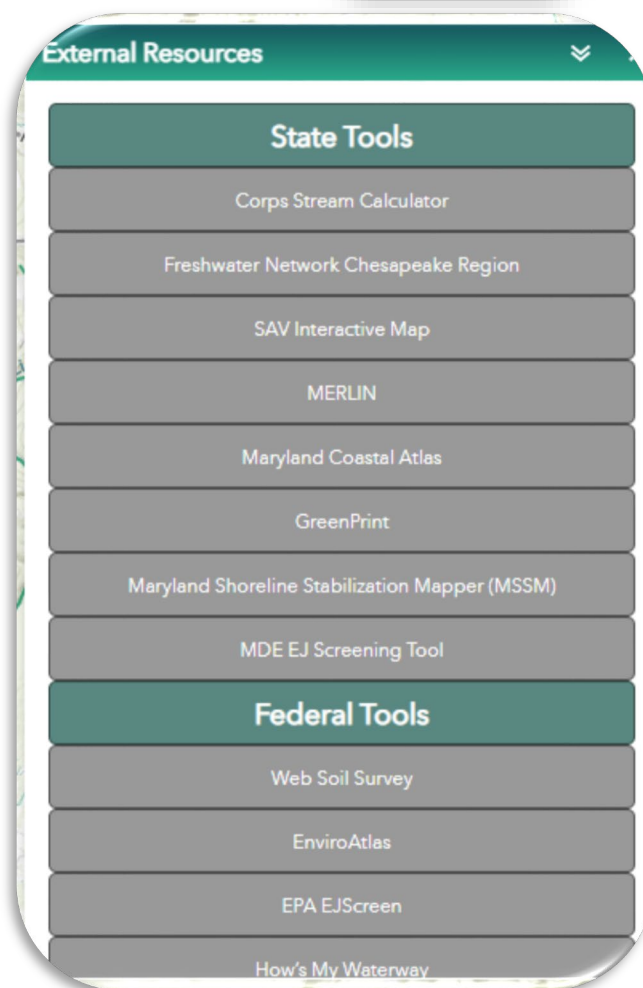 External Resources
State Tools
Corps Stream Calculator
Freshwater Network Chesapeake Region
SAV Interactive Map
MERLIN
Maryland Coastal Atlas
GreenPrint
Maryland Shoreline Stabilization Mapper (MSSM)
MDE EJ Screening Tool
Federal Tools
Web Soil Survey
EnviroAtlas
EPA EJScreen
How's My Waterway